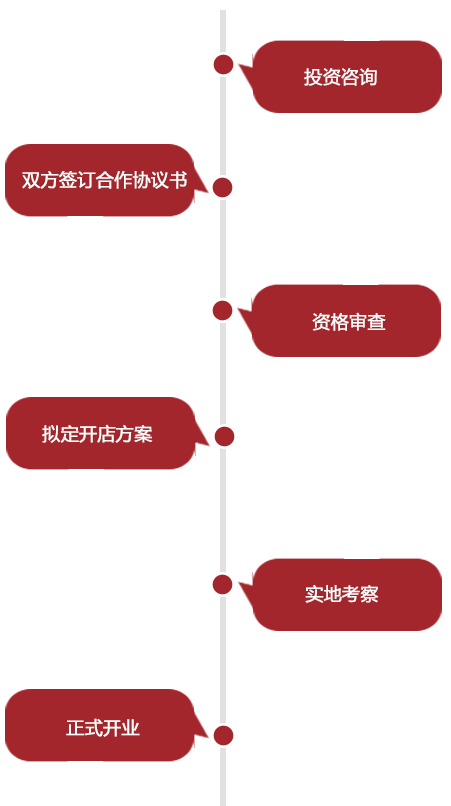 投资咨询
双方签订合作协议书
资格审查
拟定开店方案
实地考察
正式开业